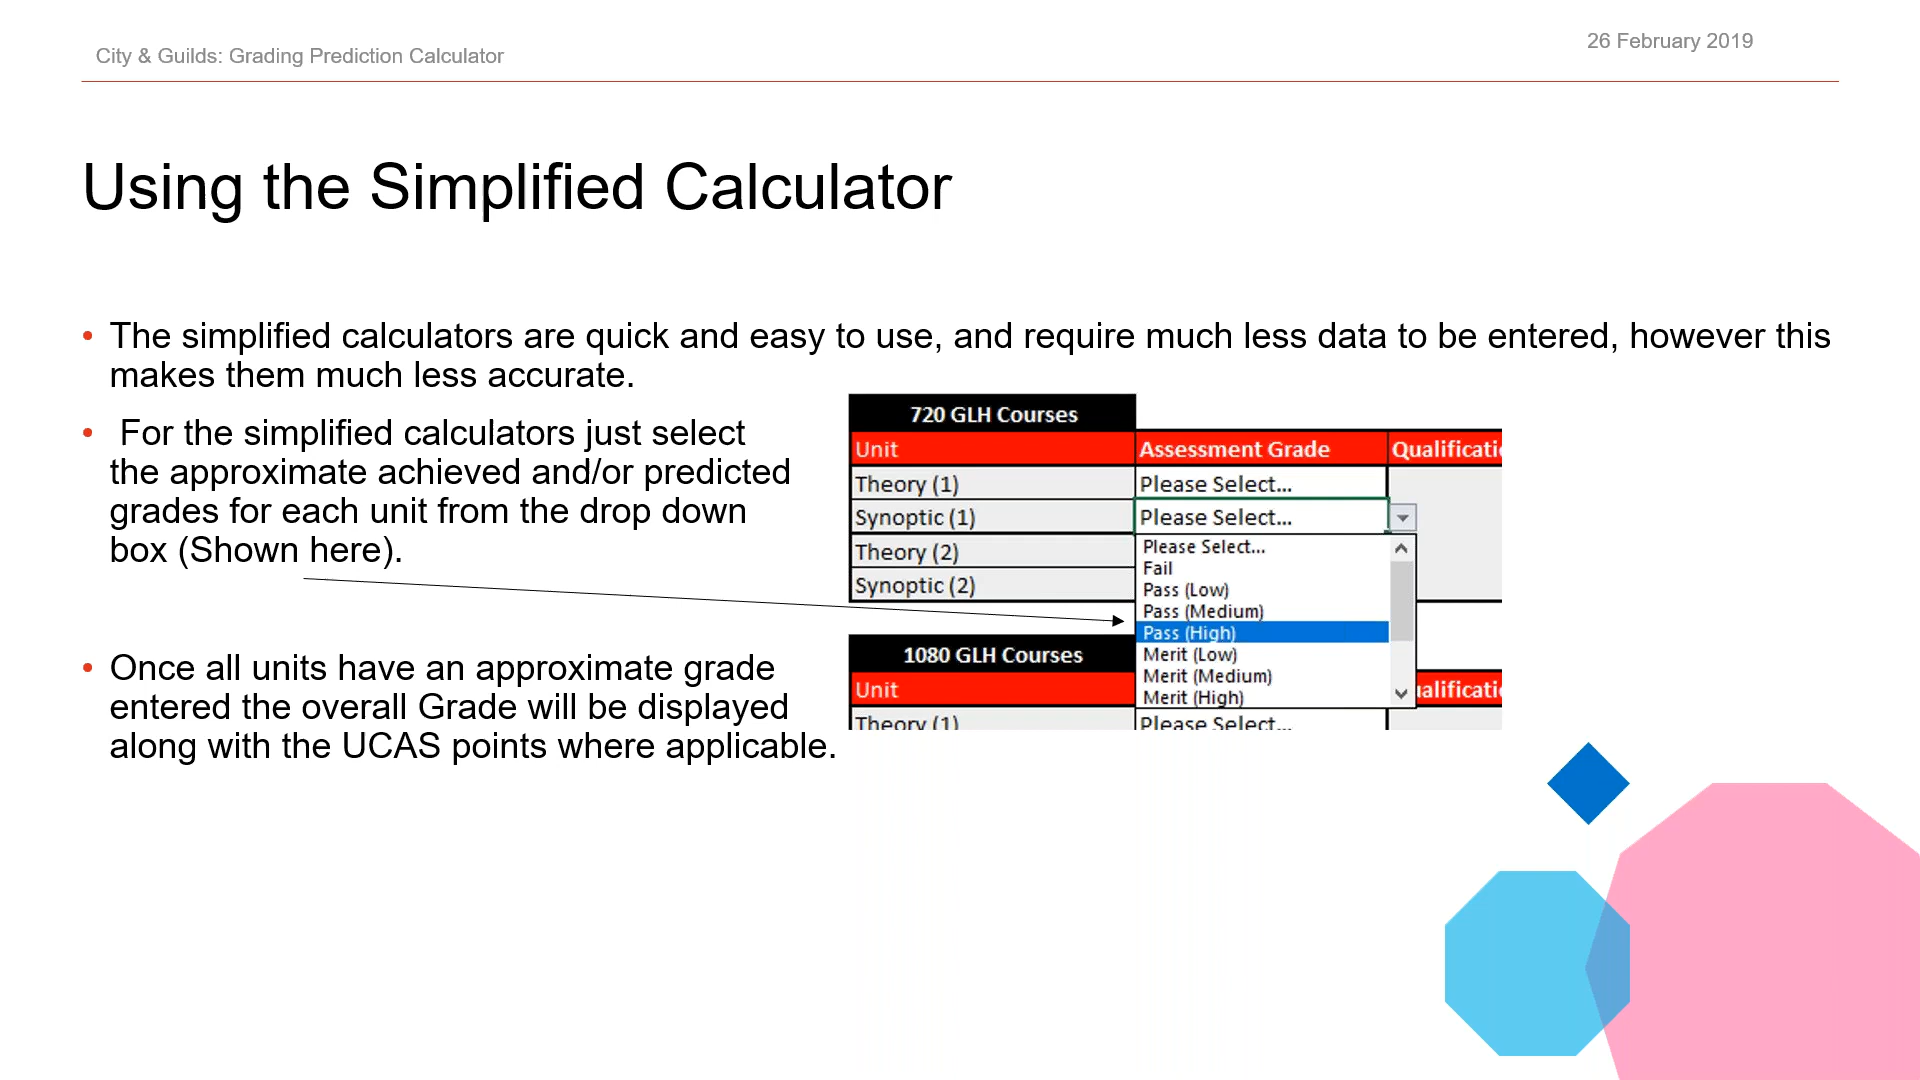 City & Guilds: Grading Prediction Calculator
26 February 2019
Using the Simplified Calculator
• The simplified calculators are quick and easy to use, and require much less data to be entered, however this
makes them much less accurate.
• For the simplified calculators just select
the approximate achieved and/or predicted
grades for each unit from the drop down
box (Shown here).
• Once all units have an approximate grade
entered the overall Grade will be displayed
along with the UCAS points where applicable.
720 GLH Courses
Unit Assessment Grade Qualificati
Theory (1) Please Select...
Synoptic (1) Please Select...
Theory (2)
Synoptic (2)
Please Select...
Fail
Pass (Low)
Pass (Medium)
Pass (High)
Merit (Low)
Merit (Medium)
Merit (High)
1080 GLH Courses
Unit alificati
Theory (1) Please Select...